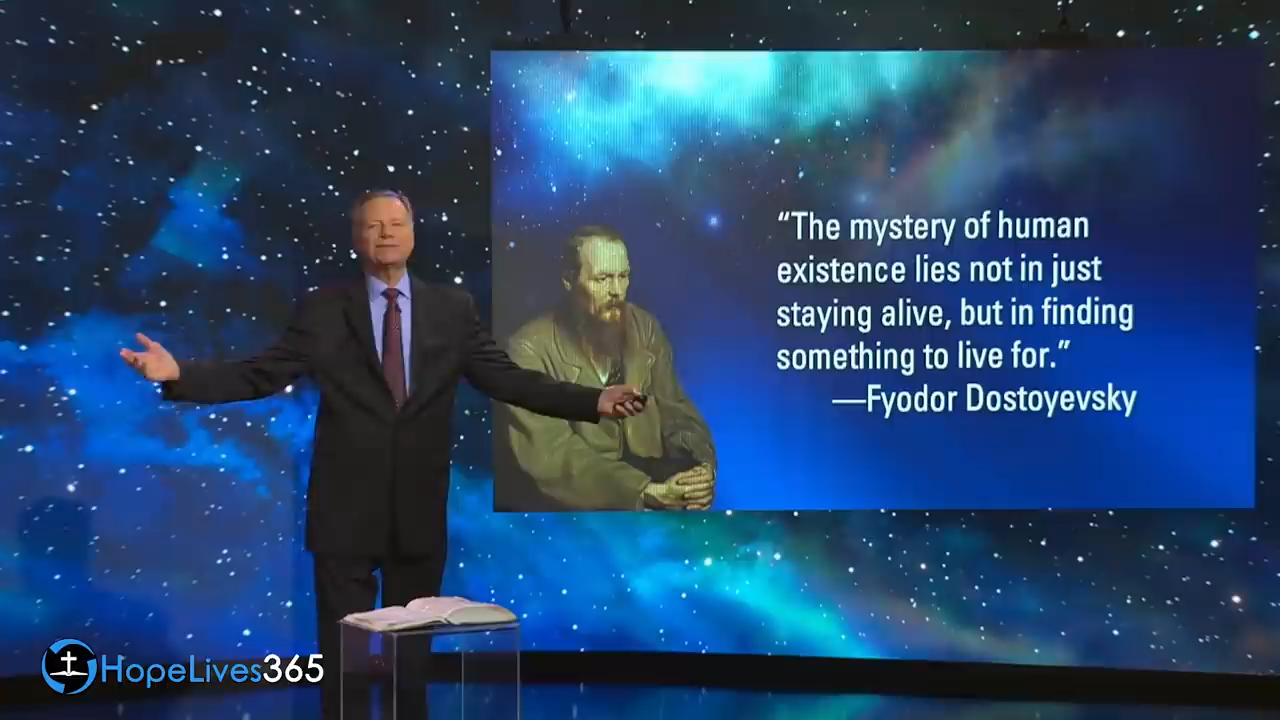 “The mystery of human
existence lies not in just
staying alive, but in finding
something to live for.”
—Fyodor Dostoyevsky
HopeLives365